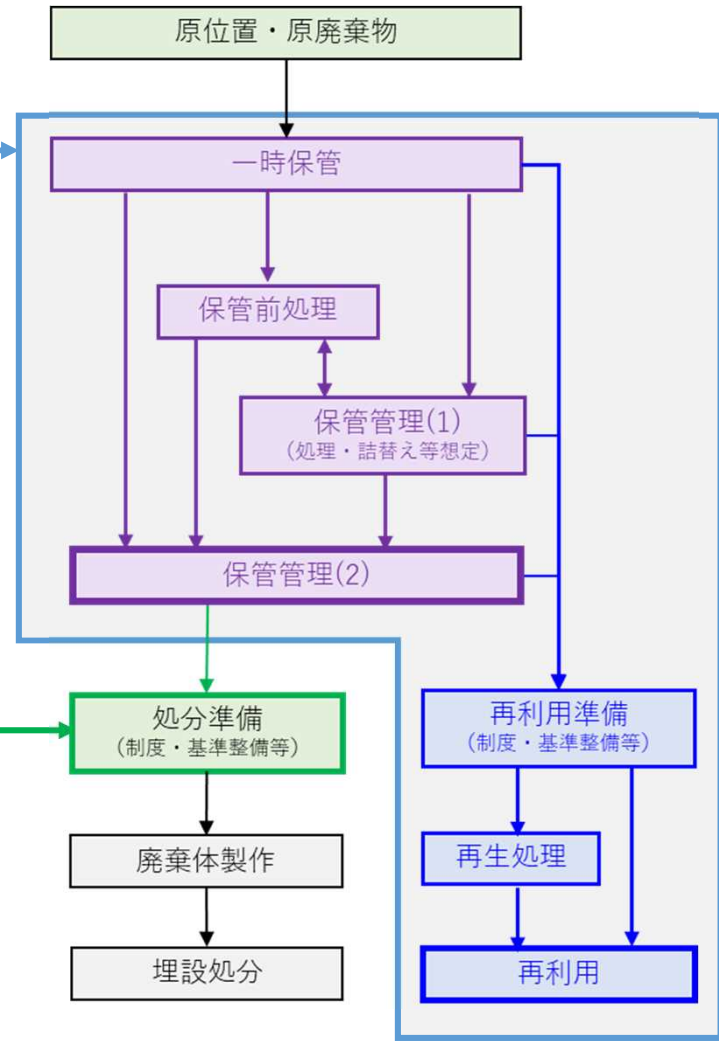 原位置・原廃棄物
一時保管
保管前処理
保管管理(1)
（処理・詰替え等想定）
保管管理(2)
処分準備
（制度・基準整備等）
再利用準備
（制度・基準整備等）
廃棄体製作
再生処理
埋設処分
再利用